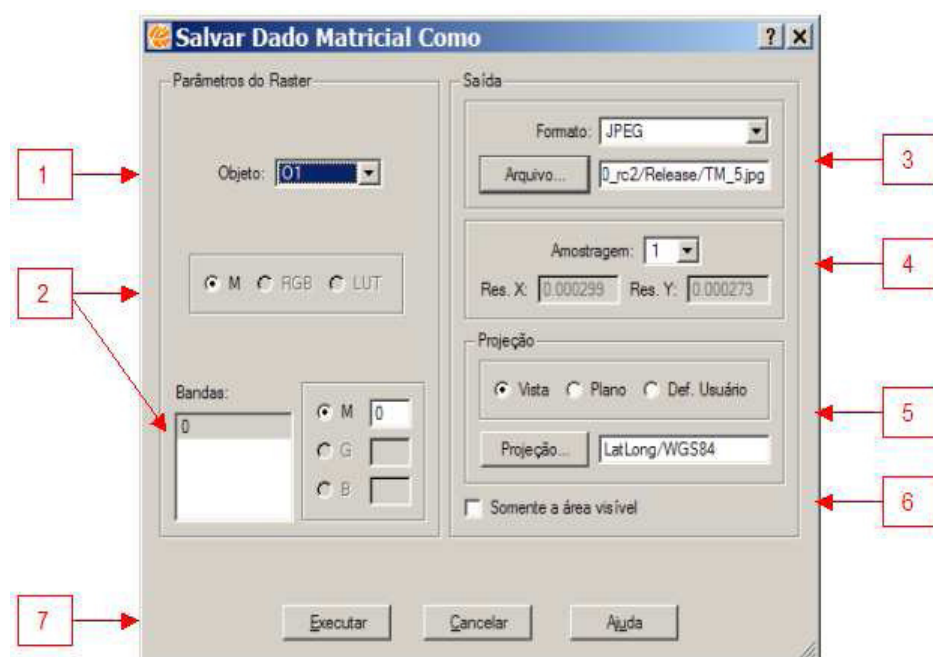 Salvar Dado Matricial Como
Parâmetros do Raster
Saída
Formato: JPEG
1
Objeto: O1
Arquivo... 0_rc2/Release/TM_5.jpg
3
Amostragem: 1
4
2
M RGB LUT
Res. X: 0.000299 Res. Y: 0.000273
Projeção
Vista Plano Def. Usuário
Bandas:
0
M 0
5
G
Projeção... LatLong/WGS84
B
Somente a área visível
6
7
Executar Cancelar Ajuda